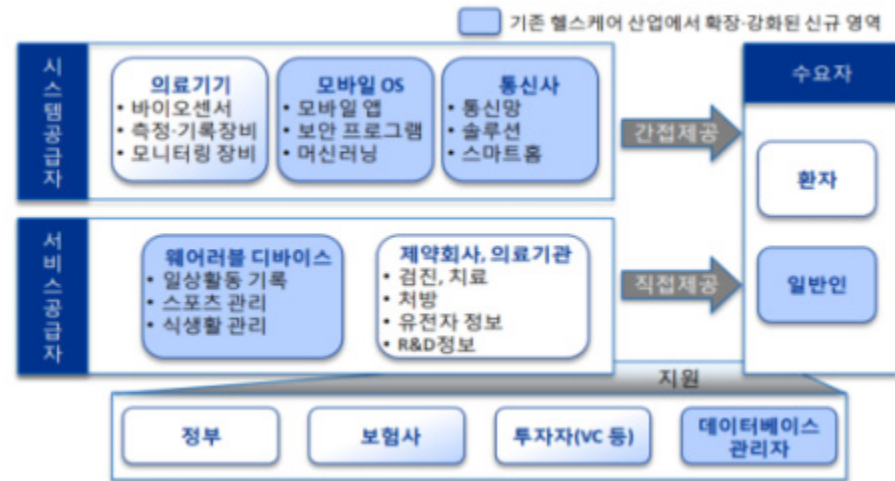 기존 헬스케어 산업에서 확장·강화된 신규 영역
시스템공급자
의료기기
• 바이오센서
• 측정·기록장비
• 모니터링 장비
모바일 OS
• 모바일 앱
• 보안 프로그램
• 머신러닝
통신사
• 통신망
• 솔루션
• 스마트홈
간접제공
수요자
환자
일반인
서비스공급자
웨어러블 디바이스
• 일상활동 기록
• 스포츠 관리
• 식생활 관리
제약회사, 의료기관
• 검진, 치료
• 처방
• 유전자 정보
• R&D정보
직접제공
지원
정부
보험사
투자자(VC 등)
데이터베이스
관리자